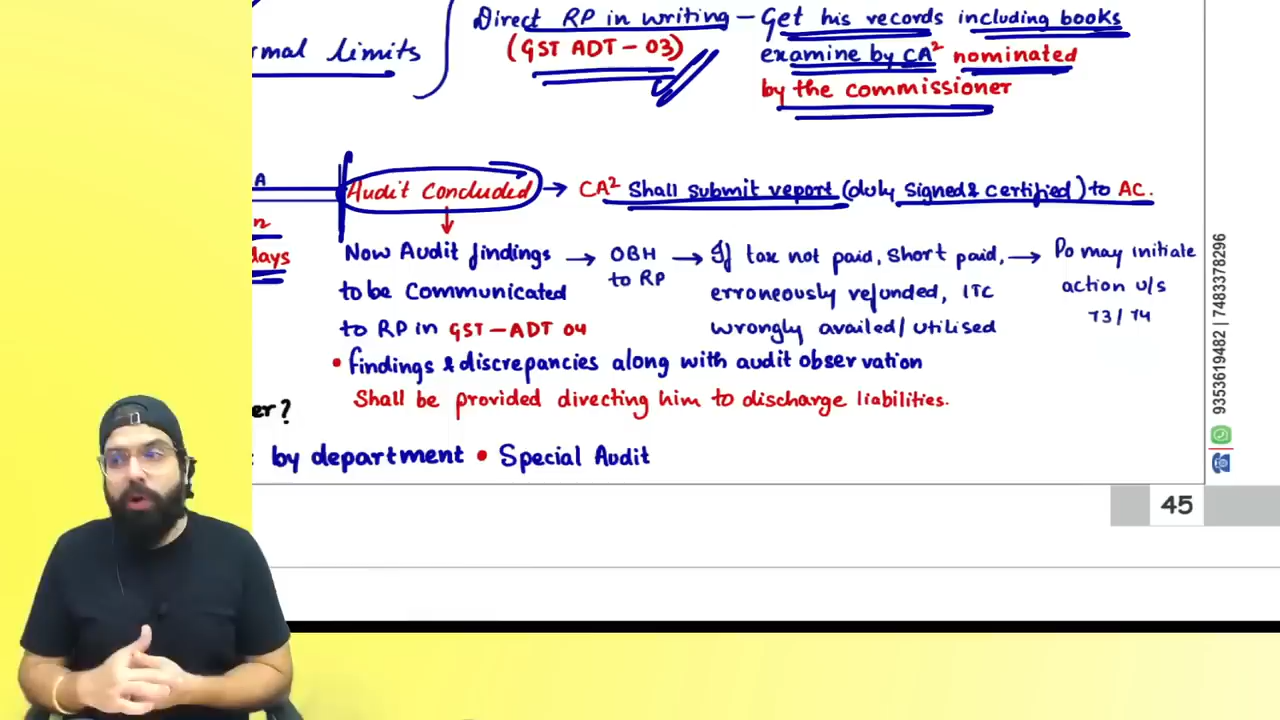 Direct RP in writing – Get his records including books
rmal limits
(GST ADT – 03)
examine by CA² nominated
by the commissioner
A
Audit Concluded → CA² Shall submit report (duly Signed & certified) to AC.
days
Now Audit findings → OBH → If tax not paid, Short paid, → PO may initiate
to RP
to be Communicated
erroneously refunded, ITC
action u/s
to RP in GST – ADT 04
wrongly availed/utilised
73/74
• findings & discrepancies along with audit observation
Shall be provided directing him to discharge liabilities.
er?
: by department • Special Audit
45
9353619482 | 7483378296